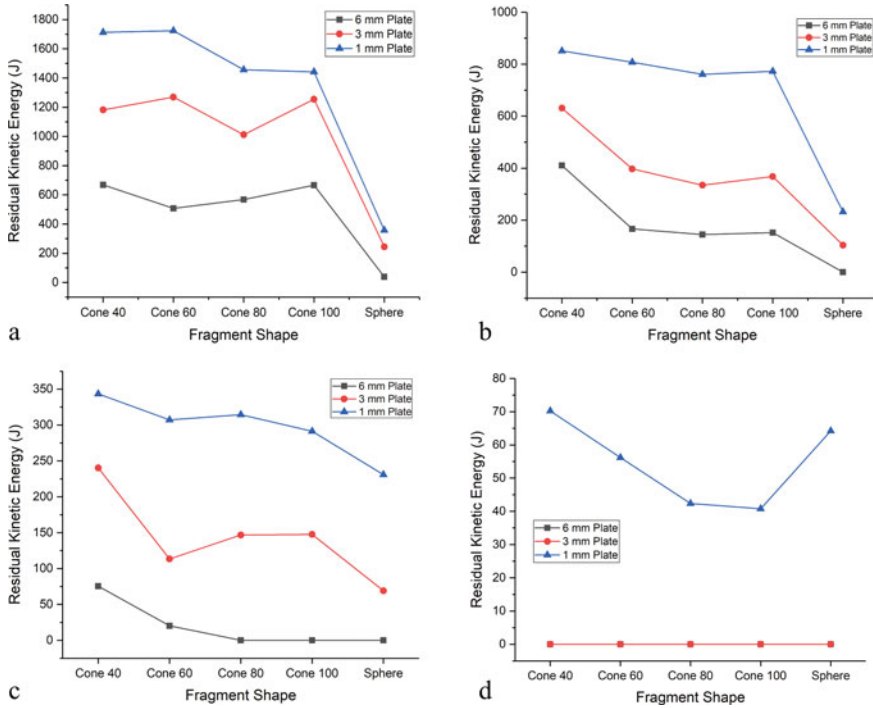 1800
1600
1400
1200
1000
800
600
400
200
0
Residual Kinetic Energy (J)
6 mm Plate
3 mm Plate
1 mm Plate
Cone 40 Cone 60 Cone 80 Cone 100 Sphere
Fragment Shape
a
1000
800
600
400
200
0
Residual Kinetic Energy (J)
6 mm Plate
3 mm Plate
1 mm Plate
Cone 40 Cone 60 Cone 80 Cone 100 Sphere
Fragment Shape
b
350
300
250
200
150
100
50
0
Residual Kinetic Energy (J)
6 mm Plate
3 mm Plate
1 mm Plate
Cone 40 Cone 60 Cone 80 Cone 100 Sphere
Fragment Shape
c
80
70
60
50
40
30
20
10
0
Residual Kinetic Energy (J)
6 mm Plate
3 mm Plate
1 mm Plate
Cone 40 Cone 60 Cone 80 Cone 100 Sphere
Fragment Shape
d